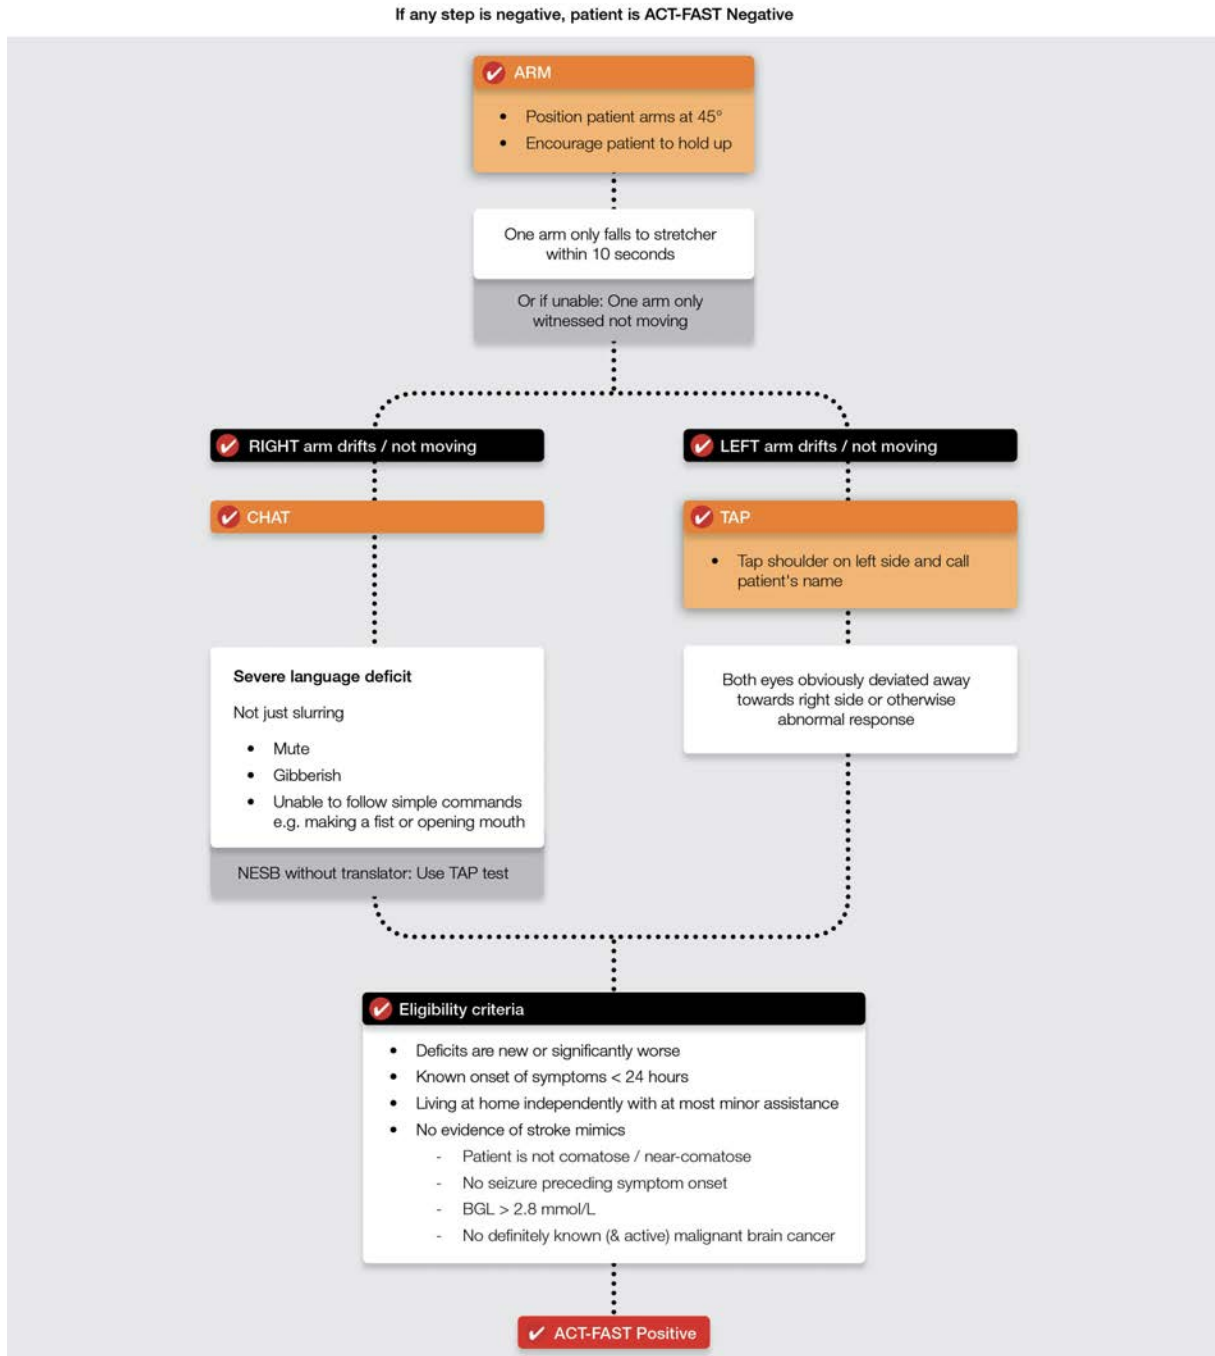 If any step is negative, patient is ACT-FAST Negative
ARM
• Position patient arms at 45°
• Encourage patient to hold up
One arm only falls to stretcher
within 10 seconds
Or if unable: One arm only
witnessed not moving
RIGHT arm drifts / not moving
CHAT
Severe language deficit
Not just slurring
• Mute
• Gibberish
• Unable to follow simple commands
e.g. making a fist or opening mouth
NESB without translator: Use TAP test
LEFT arm drifts / not moving
TAP
• Tap shoulder on left side and call
patient's name
Both eyes obviously deviated away
towards right side or otherwise
abnormal response
Eligibility criteria
• Deficits are new or significantly worse
• Known onset of symptoms < 24 hours
• Living at home independently with at most minor assistance
• No evidence of stroke mimics
- Patient is not comatose / near-comatose
- No seizure preceding symptom onset
- BGL > 2.8 mmol/L
- No definitely known (& active) malignant brain cancer
ACT-FAST Positive